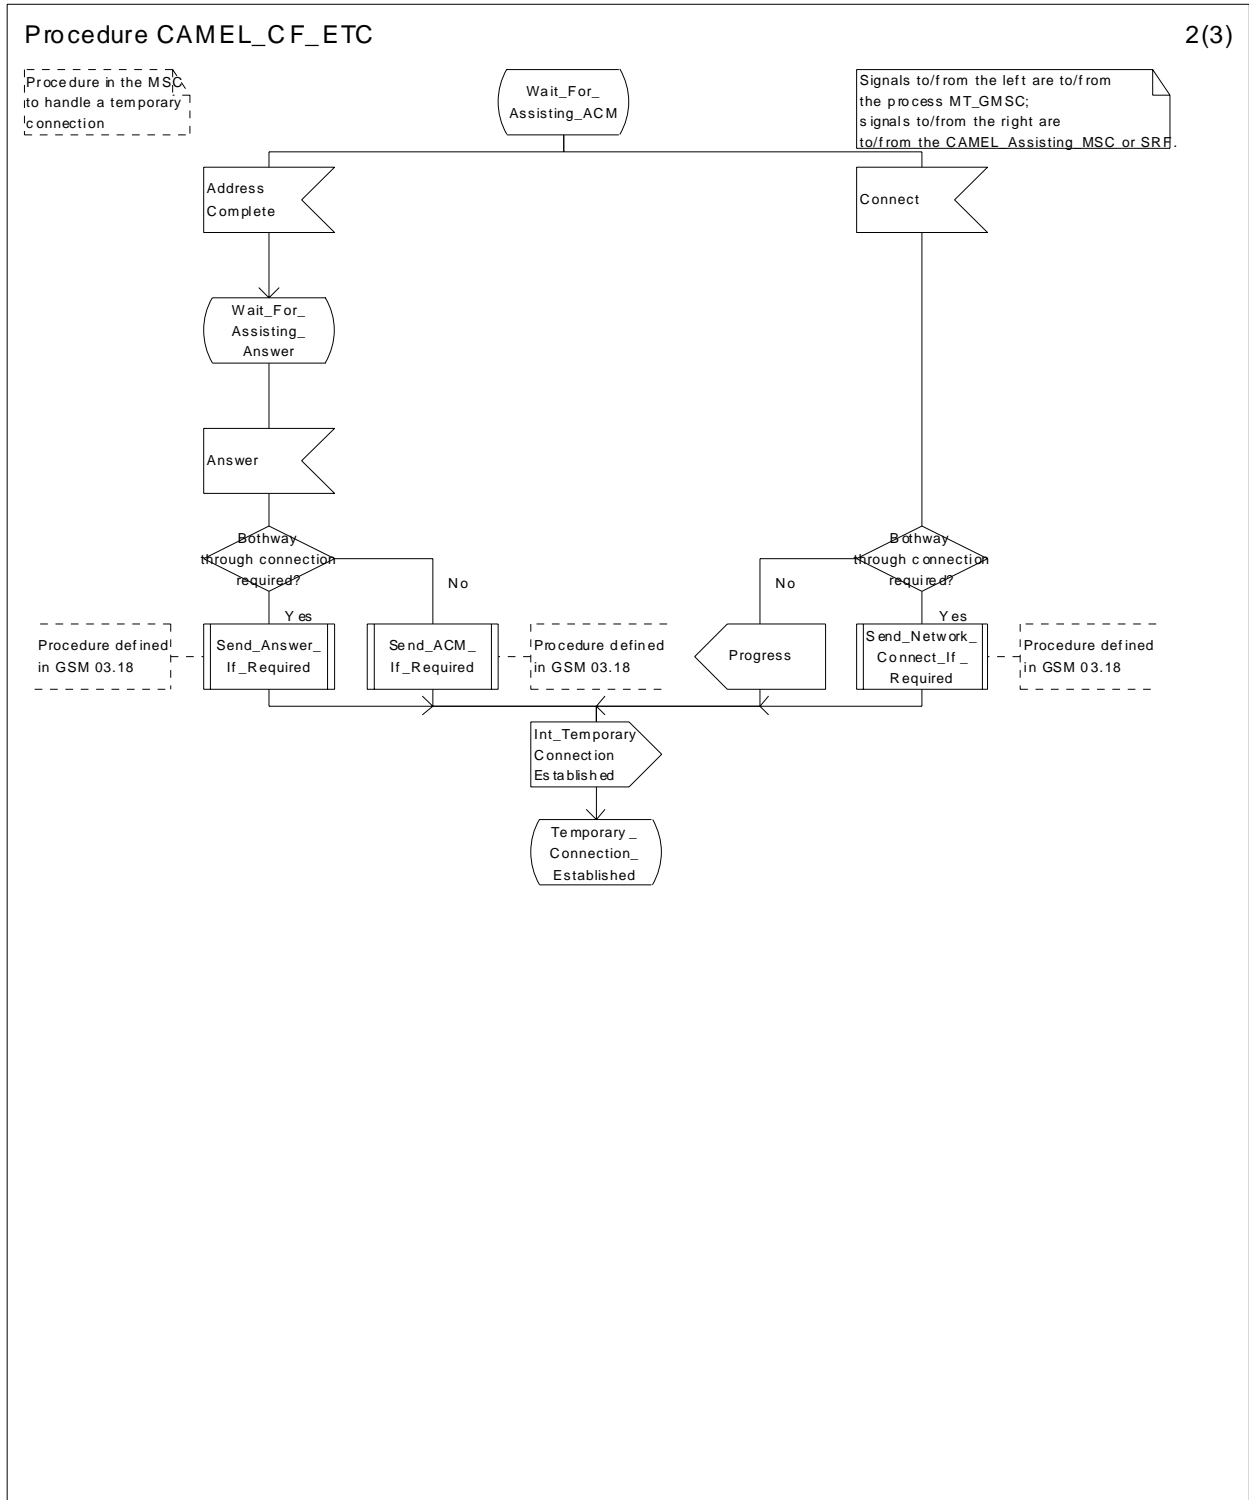 Procedure CAMEL_CF_ETC
2(3)
Procedure in the MSC
to handle a temporary
connection
Wait_For_
Assisting_ACM
Signals to/from the left are to/from
the process MT_GMSC;
signals to/from the right are
to/from the CAMEL_Assisting_MSC or SRF.
Address
Complete
Connect
Wait_For_
Assisting_
Answer
Answer
Bothway
through connection
required?
No
Yes
Bothway
through connection
required?
No
Yes
Procedure defined
in GSM 03.18
Send_Answer_
If_Required
Send_ACM_
If_Required
Procedure defined
in GSM 03.18
Progress
Send_Network_
Connect_If_
Required
Procedure defined
in GSM 03.18
Int_Temporary
Connection
Established
Temporary_
Connection_
Established